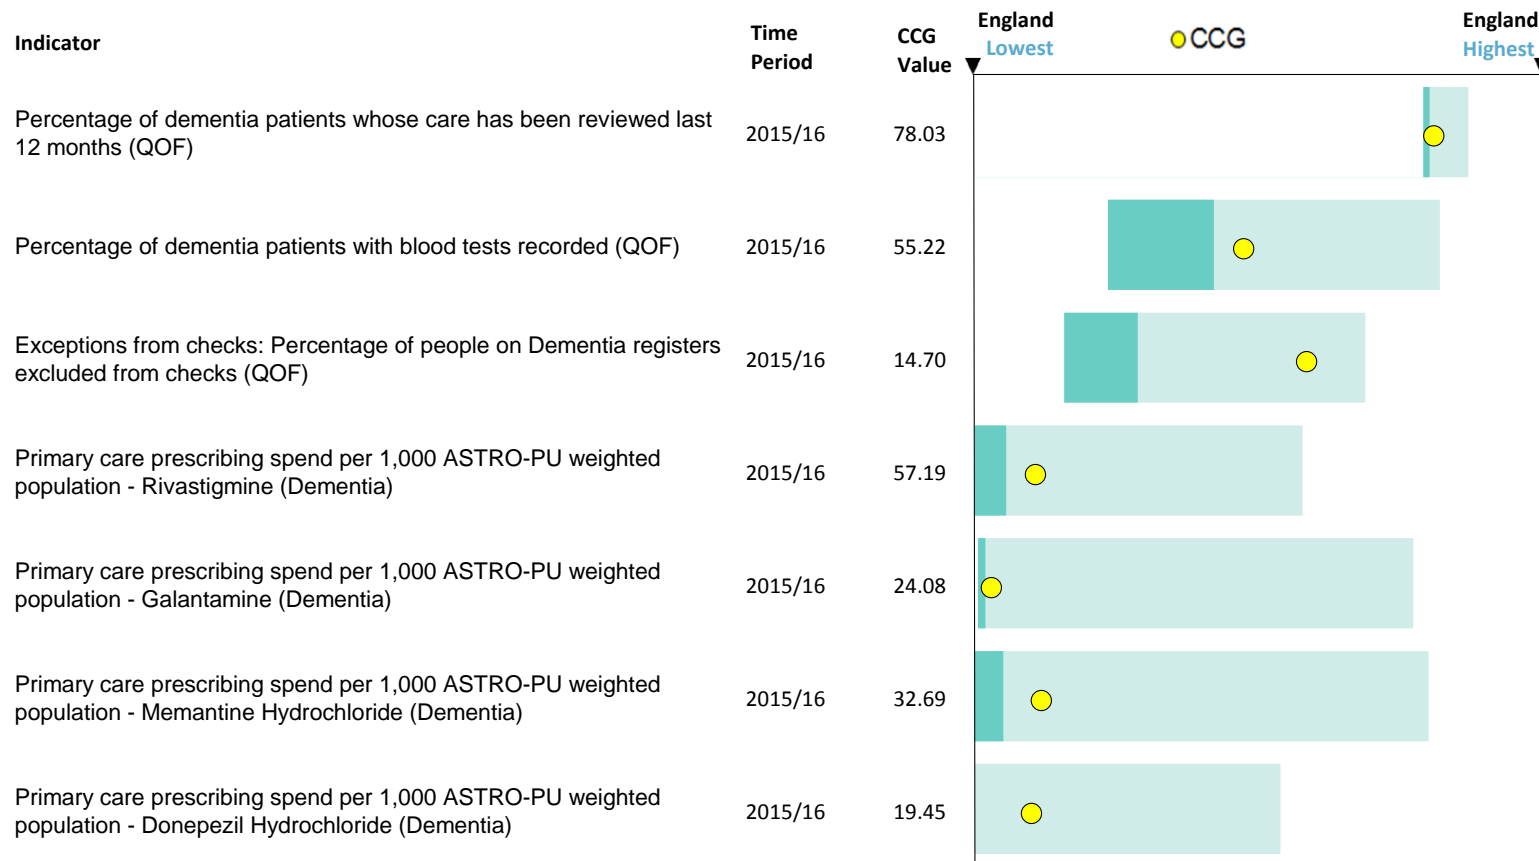 Indicator
Time
Period
CCG
Value
England
Lowest
CCG
England
Highest
Percentage of dementia patients whose care has been reviewed last
12 months (QOF)
2015/16
78.03
Percentage of dementia patients with blood tests recorded (QOF)
2015/16
55.22
Exceptions from checks: Percentage of people on Dementia registers
excluded from checks (QOF)
2015/16
14.70
Primary care prescribing spend per 1,000 ASTRO-PU weighted
population - Rivastigmine (Dementia)
2015/16
57.19
Primary care prescribing spend per 1,000 ASTRO-PU weighted
population - Galantamine (Dementia)
2015/16
24.08
Primary care prescribing spend per 1,000 ASTRO-PU weighted
population - Memantine Hydrochloride (Dementia)
2015/16
32.69
Primary care prescribing spend per 1,000 ASTRO-PU weighted
population - Donepezil Hydrochloride (Dementia)
2015/16
19.45